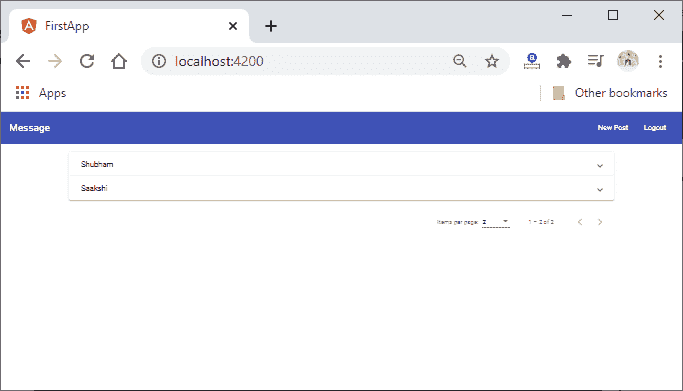 FirstApp
localhost:4200
Apps
Other bookmarks
Message New Post Logout
Shubham
Saakshi
Items per page: 2 1 – 2 of 2